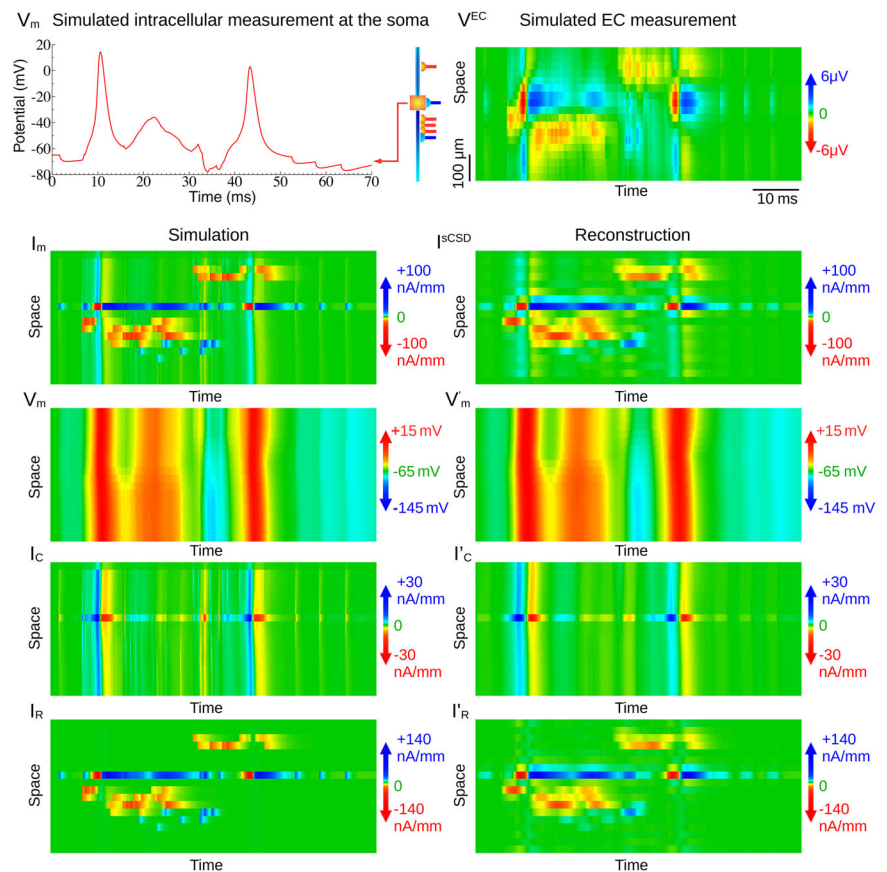 Vm Simulated intracellular measurement at the soma
Potential (mV)
20
0
-20
-40
-60
-80
0 10 20 30 40 50 60 70
Time (ms)
V^EC Simulated EC measurement
Space
100 µm
6µV
0
-6µV
Time
10 ms
Im Simulation
Space
+100
nA/mm
0
-100
nA/mm
Time
I^sCSD Reconstruction
Space
+100
nA/mm
0
-100
nA/mm
Time
Vm
Space
+15 mV
-65 mV
-145 mV
Time
V'm
Space
+15 mV
-65 mV
-145 mV
Time
IC
Space
+30
nA/mm
0
-30
nA/mm
Time
I'C
Space
+30
nA/mm
0
-30
nA/mm
Time
IR
Space
+140
nA/mm
0
-140
nA/mm
Time
I'R
Space
+140
nA/mm
0
-140
nA/mm
Time